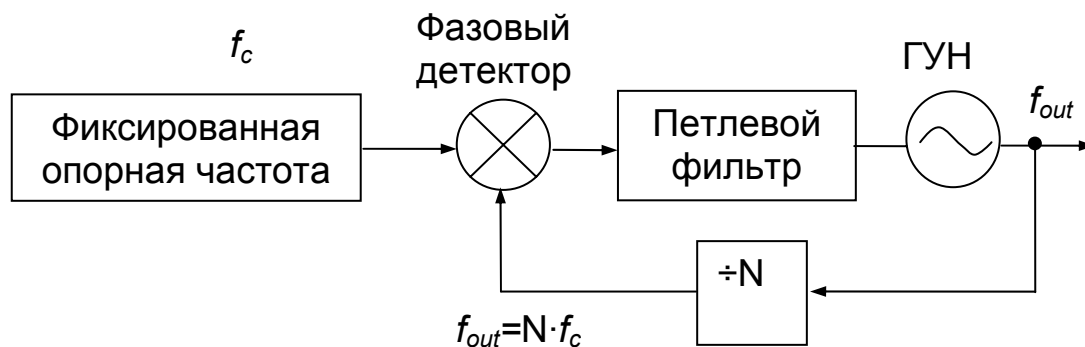 f_c
Фазовый
детектор
ГУН
f_out
Фиксированная
опорная частота
Петлевой
фильтр
÷N
f_out=N·f_c